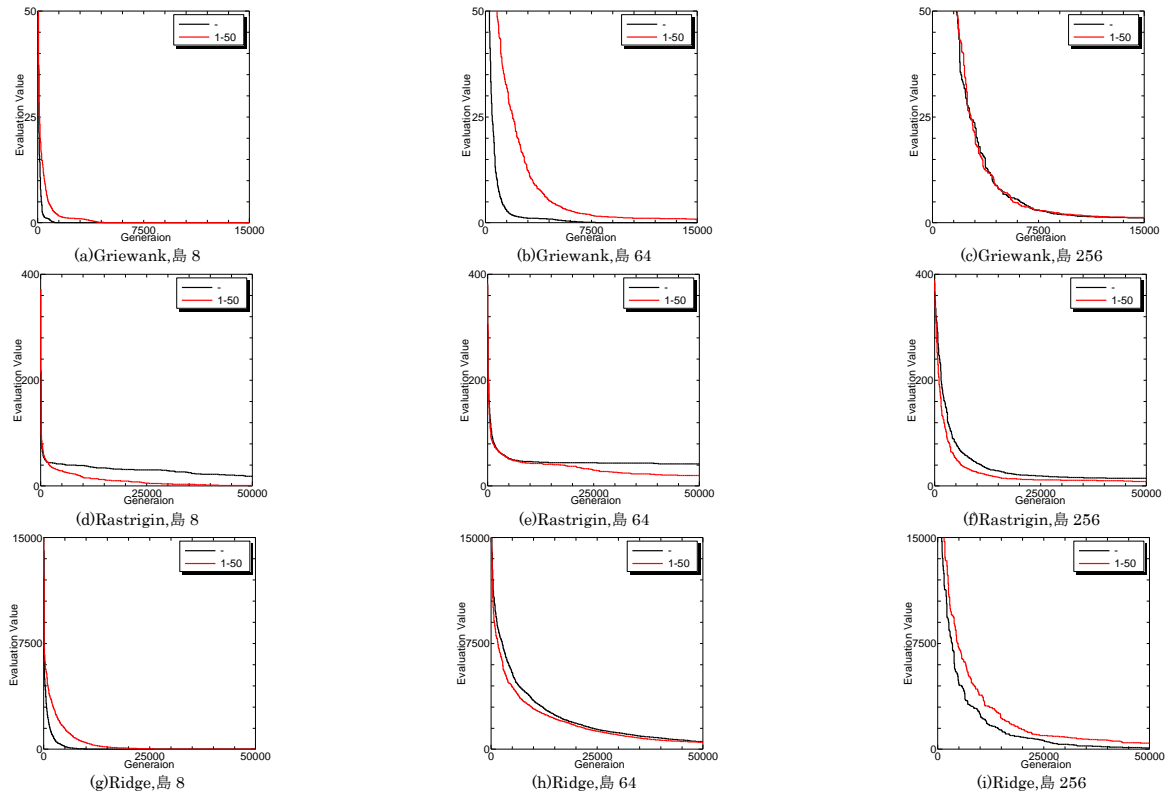 50
25
0
Evaluation Value
-
1-50
0
7500
15000
Generaion
(a)Griewank,島 8
50
25
0
Evaluation Value
-
1-50
0
7500
15000
Generaion
(b)Griewank,島 64
50
25
0
Evaluation Value
-
1-50
0
7500
15000
Generaion
(c)Griewank,島 256
400
200
0
Evaluation Value
-
1-50
0
25000
50000
Generaion
(d)Rastrigin,島 8
400
200
0
Evaluation Value
-
1-50
0
25000
50000
Generaion
(e)Rastrigin,島 64
400
200
0
Evaluation Value
-
1-50
0
25000
50000
Generaion
(f)Rastrigin,島 256
15000
7500
0
Evaluation Value
-
1-50
0
25000
50000
Generaion
(g)Ridge,島 8
15000
7500
0
Evaluation Value
-
1-50
0
25000
50000
Generaion
(h)Ridge,島 64
15000
7500
0
Evaluation Value
-
1-50
0
25000
50000
Generaion
(i)Ridge,島 256